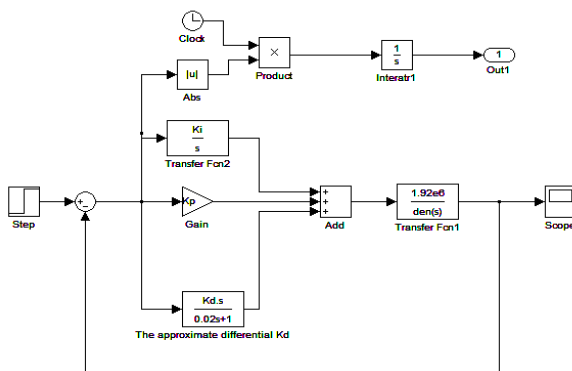 Clock
×
Product
1
s
Interatr1
1
Out1
|u|
Abs
Ki
s
Transfer Fcn2
Step
+
−
Kp
Gain
+
+
+
Add
1.92e6
den(s)
Transfer Fcn1
Scope
Kd.s
0.02s+1
The approximate differential Kd